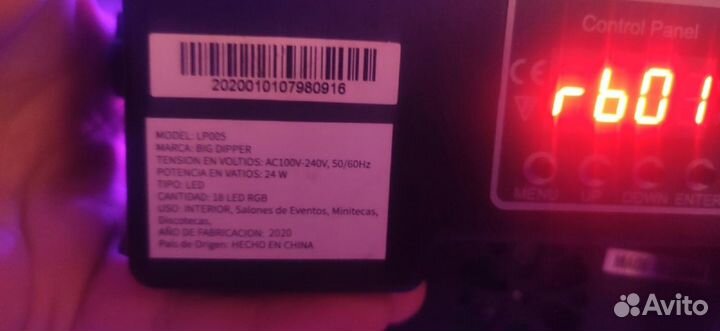 Control Panel
2020010107980916
CE
rb01
MODEL: LP005
MARCA: BIG DIPPER
TENSION EN VOLTIOS: AC100V-240V, 50/60Hz
POTENCIA EN VATIOS: 24 W
TIPO: LED
CANTIDAD: 18 LED RGB
USO: INTERIOR, Salones de Eventos, Minitecas,
Discotecas,
AÑO DE FABRICACION: 2020
País de Origen: HECHO EN CHINA
MENU UP DOWN ENTER
Avito